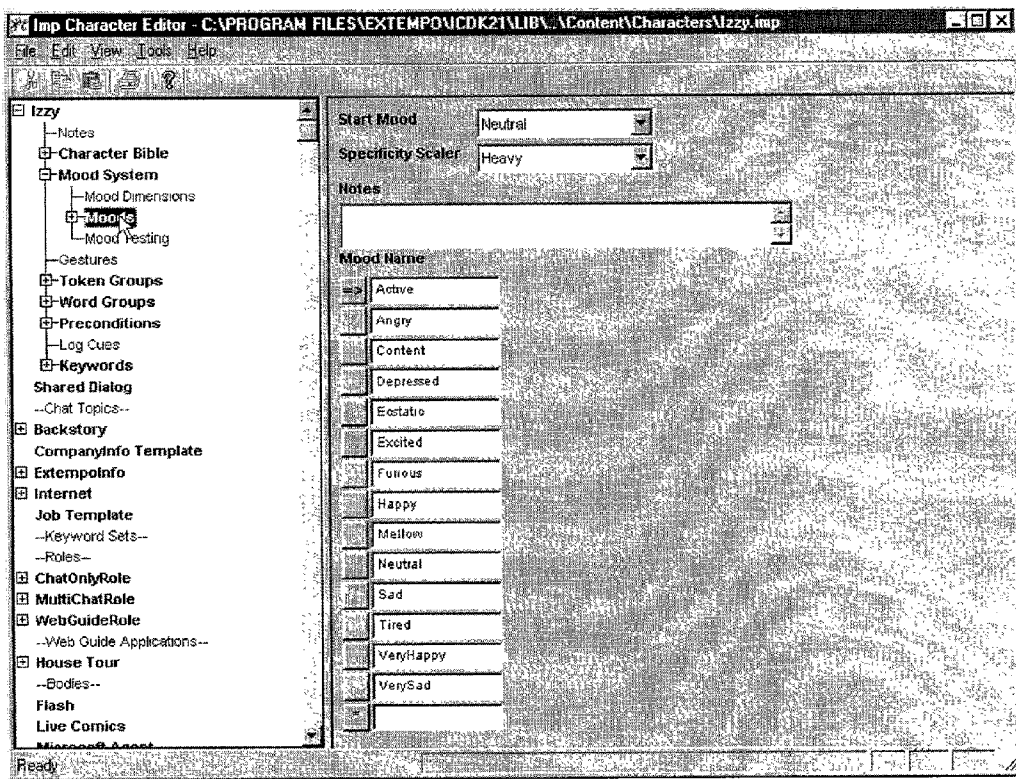 Imp Character Editor - C:\PROGRAM FILES\EXTEMPO\ICDK21\LIB\..\Content\Characters\Izzy.imp
File Edit View Tools Help
Izzy
Notes
Character Bible
Mood System
Mood Dimensions
Moods
Mood Testing
Gestures
Token Groups
Word Groups
Preconditions
Log Cues
Keywords
Shared Dialog
--Chat Topics--
Backstory
CompanyInfo Template
ExtempoInfo
Internet
Job Template
--Keyword Sets--
--Roles--
ChatOnlyRole
MultiChatRole
WebGuideRole
--Web Guide Applications--
House Tour
--Bodies--
Flash
Live Comics
Microsoft Agent
Start Mood Neutral
Specificity Scaler Heavy
Notes
Mood Name
=> Active
Angry
Content
Depressed
Ecstatic
Excited
Furious
Happy
Mellow
Neutral
Sad
Tired
VeryHappy
VerySad
*
Ready